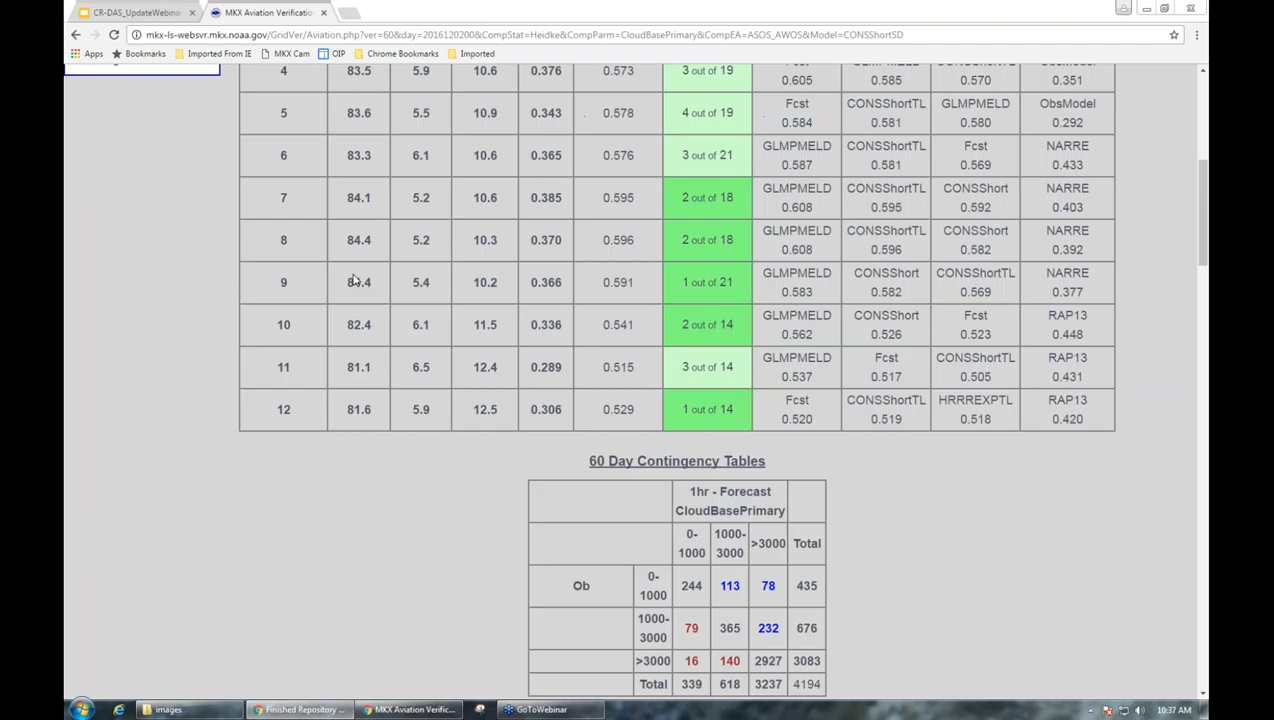 CR-DAS_UpdateWebinar
MKX Aviation Verificatio
mkx-ls-websvr.mkx.noaa.gov/GridVer/Aviation.php?ver=60&day=2016120200&CompStat=Heidke&CompParm=CloudBasePrimary&CompEA=ASOS_AWOS&Model=CONSShortSD
Apps Bookmarks Imported From IE MKX Cam OIP Chrome Bookmarks Imported
4 83.5 5.9 10.6 0.376 0.573 3 out of 19 0.605 0.585 0.570 0.351
Fcst CONSShortTL GLMPMELD ObsModel
5 83.6 5.5 10.9 0.343 0.578 4 out of 19
0.584 0.581 0.580 0.292
GLMPMELD CONSShortTL Fcst NARRE
6 83.3 6.1 10.6 0.365 0.576 3 out of 21
0.587 0.581 0.569 0.433
GLMPMELD CONSShortTL CONSShort NARRE
7 84.1 5.2 10.6 0.385 0.595 2 out of 18
0.608 0.595 0.592 0.403
GLMPMELD CONSShortTL CONSShort NARRE
8 84.4 5.2 10.3 0.370 0.596 2 out of 18
0.608 0.596 0.582 0.392
GLMPMELD CONSShort CONSShortTL NARRE
9 5.4 10.2 0.366 0.591 1 out of 21
0.583 0.582 0.569 0.377
GLMPMELD CONSShort Fcst RAP13
10 82.4 6.1 11.5 0.336 0.541 2 out of 14
0.562 0.526 0.523 0.448
GLMPMELD Fcst CONSShortTL RAP13
11 81.1 6.5 12.4 0.289 0.515 3 out of 14
0.537 0.517 0.505 0.431
Fcst CONSShortTL HRRREXPTL RAP13
12 81.6 5.9 12.5 0.306 0.529 1 out of 14
0.520 0.519 0.518 0.420
60 Day Contingency Tables
1hr - Forecast
CloudBasePrimary
0-
1000
1000-
3000
>3000 Total
Ob
0-
1000
244 113 78 435
1000-
3000
79 365 232 676
>3000 16 140 2927 3083
Total 339 618 3237 4194
images
Finished Repository ...
MKX Aviation Verific...
GoToWebinar
10:37 AM